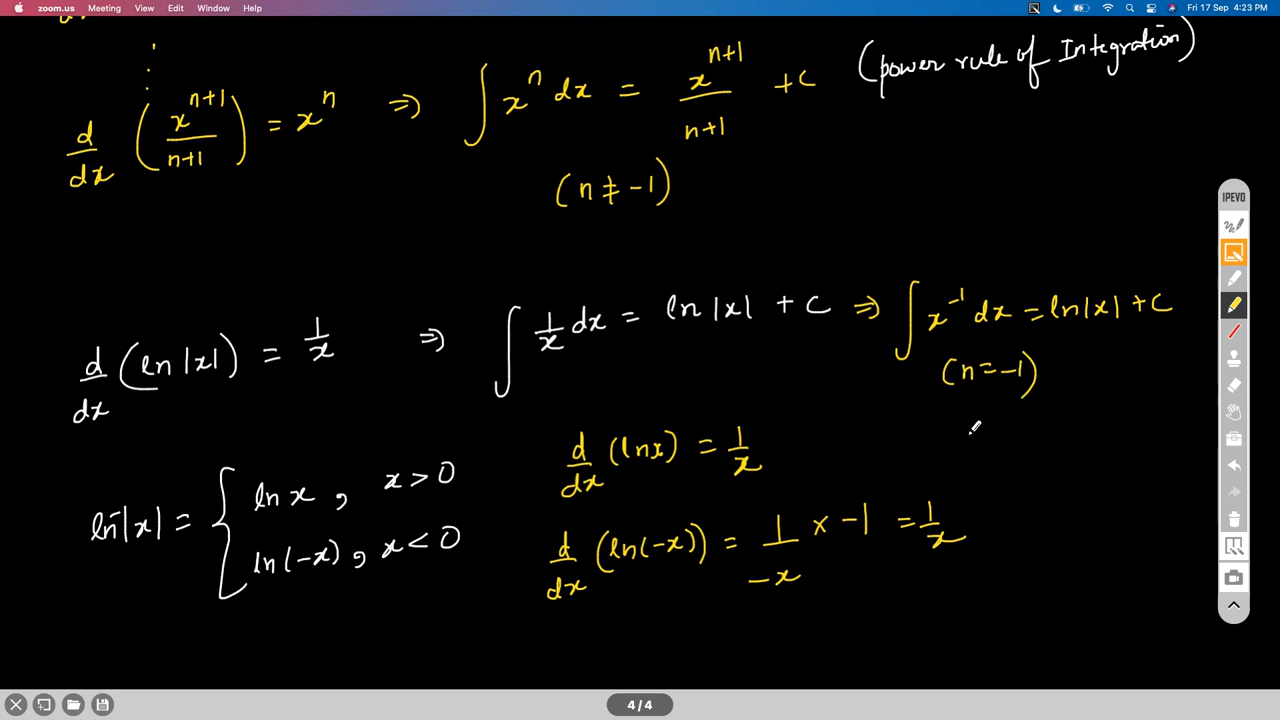 zoom.us Meeting View Edit Window Help Fri 17 Sep 4:23 PM
(power rule of Integration)
d/dx (x^(n+1)/(n+1)) = x^n ⇒ ∫ x^n dx = x^(n+1)/(n+1) + c
(n ≠ -1)
IPEVO
d/dx (ln|x|) = 1/x ⇒ ∫ 1/x dx = ln|x| + c ⇒ ∫ x^-1 dx = ln|x| + c
(n = -1)
d/dx (lnx) = 1/x
ln|x| = { ln x , x > 0
ln(-x), x < 0
d/dx (ln(-x)) = 1/-x × -1 = 1/x
4/4